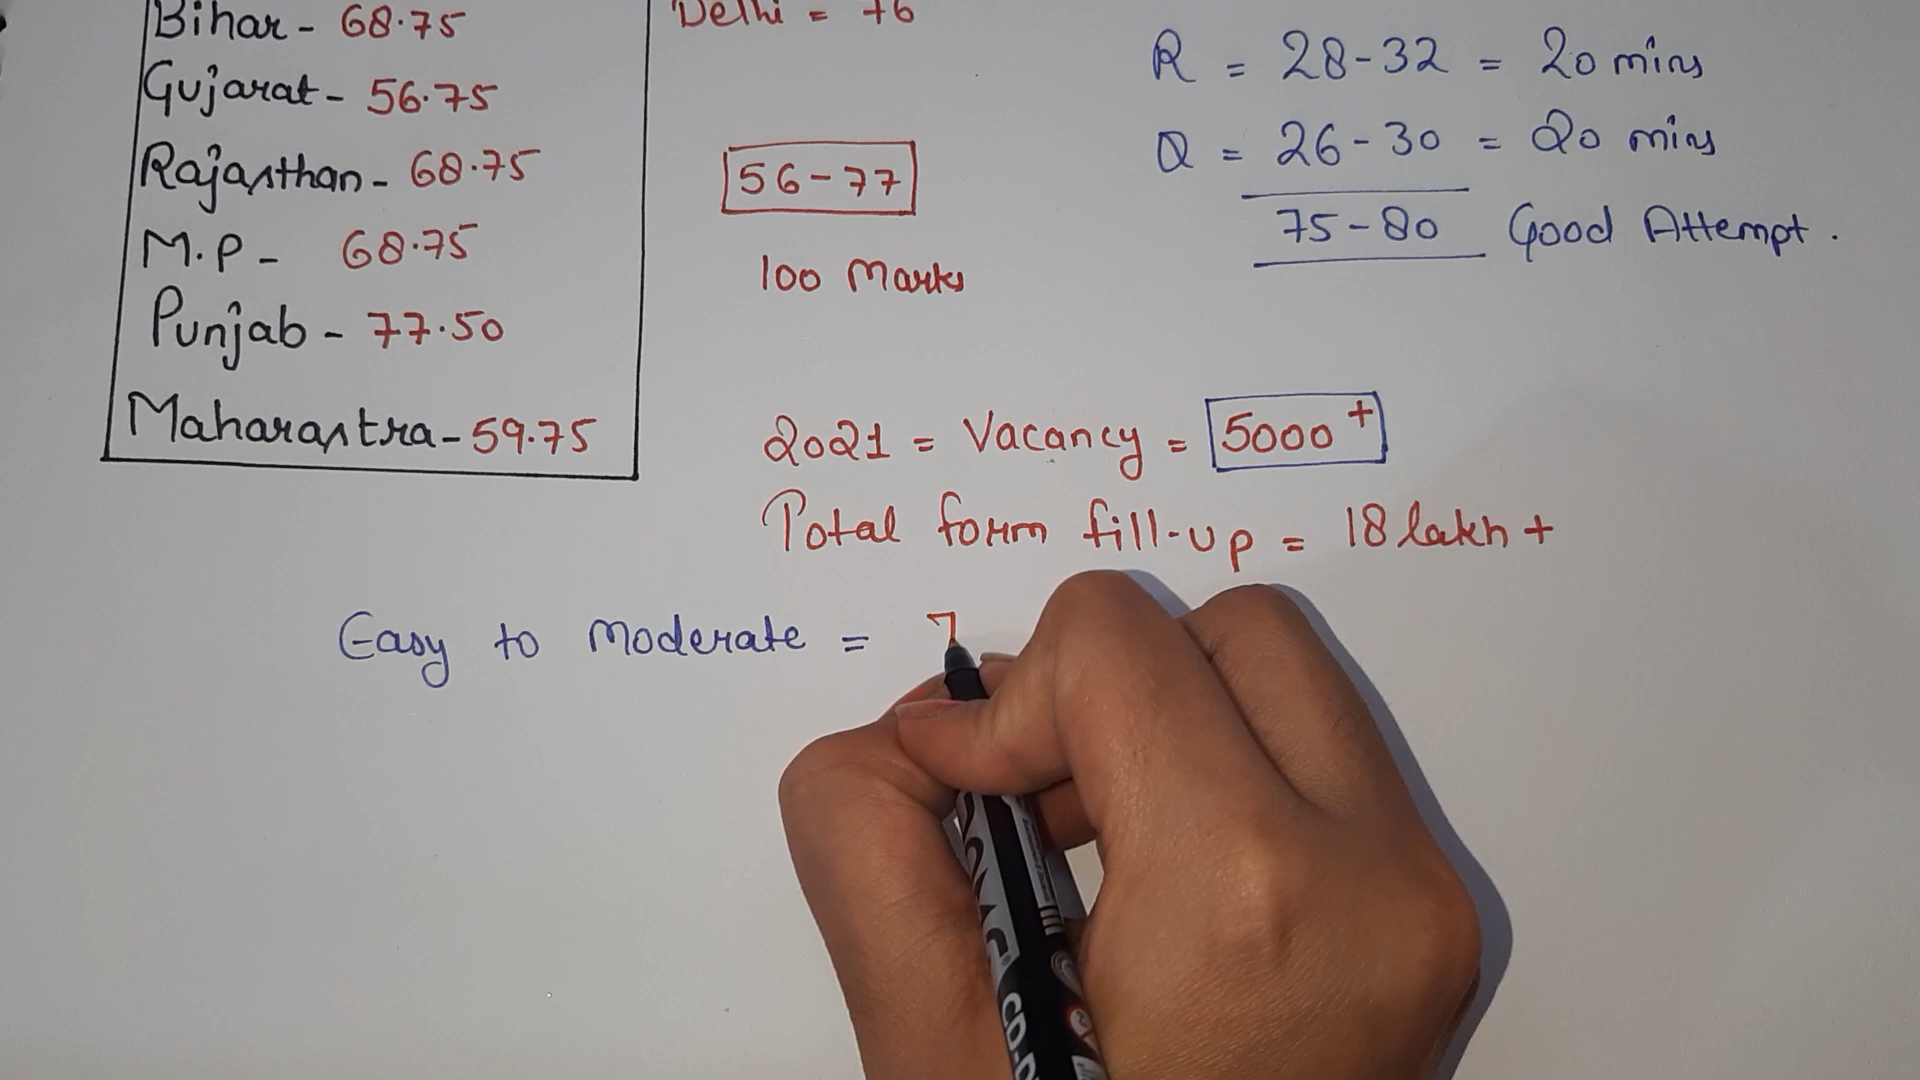 Bihar - 68.75
Gujarat - 56.75
Rajasthan - 68.75
M.P - 68.75
Punjab - 77.50
Maharastra - 59.75
Delhi = 76
56-77
100 Marks
R = 28-32 = 20 mins
Q = 26-30 = 20 mins
75-80 Good Attempt.
2021 = Vacancy = 5000+
Total form fill-up = 18 lakh +
Easy to Moderate = 7
CD-D